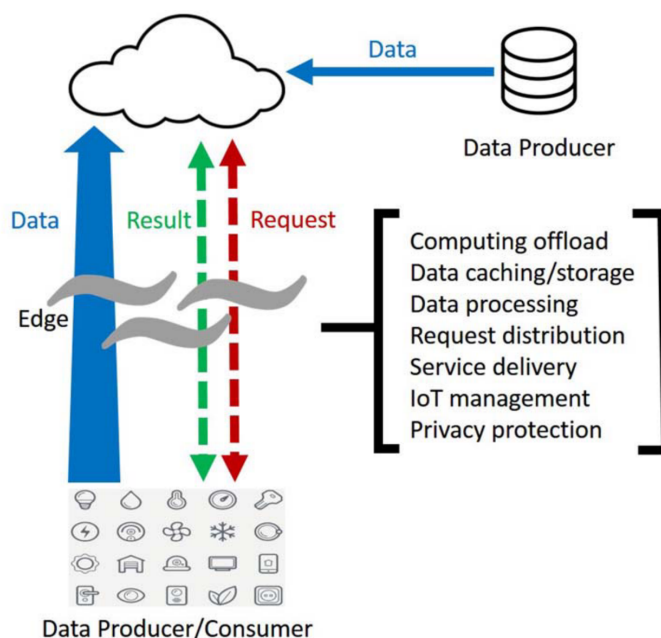 Data
Data Producer
Data
Result
Request
Edge
Computing offload
Data caching/storage
Data processing
Request distribution
Service delivery
IoT management
Privacy protection
Data Producer/Consumer